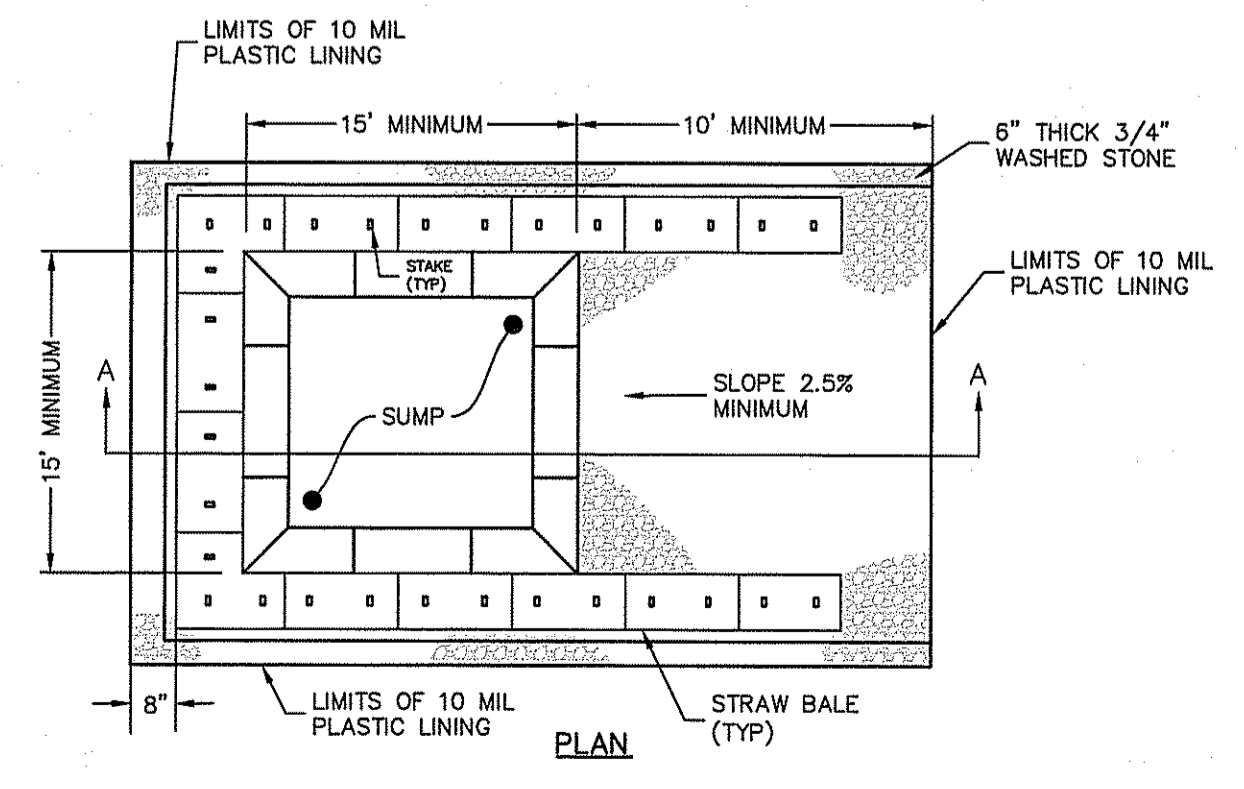 LIMITS OF 10 MIL
PLASTIC LINING
15' MINIMUM
10' MINIMUM
6" THICK 3/4"
WASHED STONE
STAKE
(TYP)
LIMITS OF 10 MIL
PLASTIC LINING
15' MINIMUM
A
SUMP
SLOPE 2.5%
MINIMUM
A
8"
LIMITS OF 10 MIL
PLASTIC LINING
STRAW BALE
(TYP)
PLAN